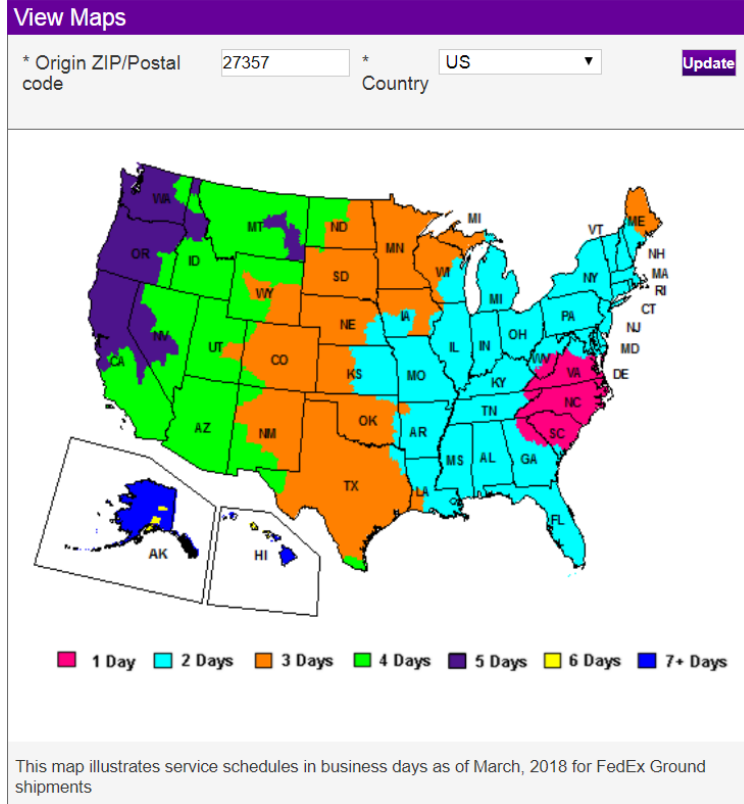 View Maps
* Origin ZIP/Postal code
27357
* Country
US
Update
WA
MT
ND
MN
MI
ME
VT
OR
ID
SD
WI
NH
MA
RI
CT
WY
NE
IA
MI
NY
PA
NJ
MD
DE
NV
UT
CO
KS
MO
IL
IN
OH
WV
VA
CA
KY
NC
AZ
NM
OK
AR
TN
SC
TX
LA
MS
AL
GA
FL
AK
HI
1 Day
2 Days
3 Days
4 Days
5 Days
6 Days
7+ Days
This map illustrates service schedules in business days as of March, 2018 for FedEx Ground
shipments